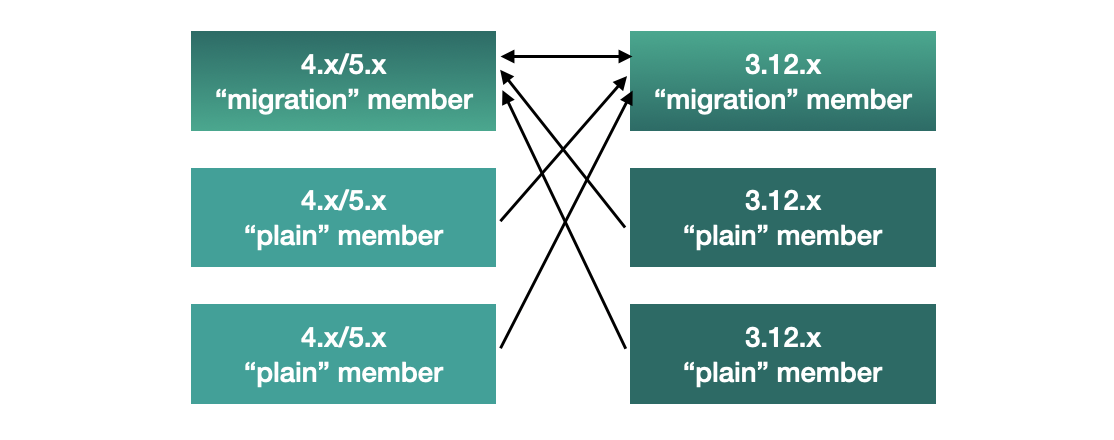 4.x/5.x
“migration” member
3.12.x
“migration” member
4.x/5.x
“plain” member
3.12.x
“plain” member
4.x/5.x
“plain” member
3.12.x
“plain” member